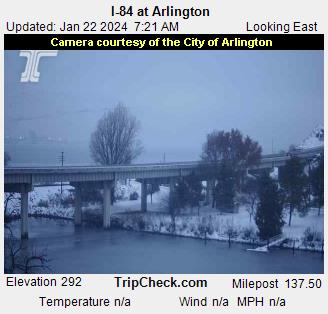 I-84 at Arlington
Updated: Jan 22 2024 7:21 AM Looking East
Camera courtesy of the City of Arlington
Elevation 292 TripCheck.com Milepost 137.50
Temperature n/a Wind n/a MPH n/a